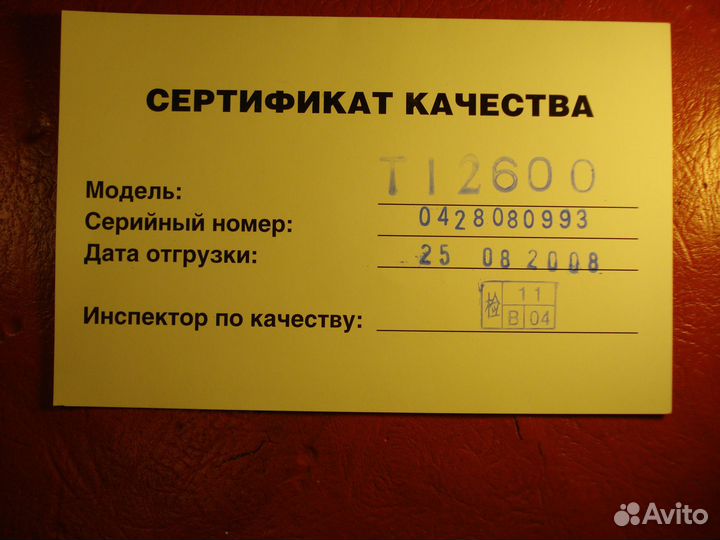 СЕРТИФИКАТ КАЧЕСТВА
Модель: TI2600
Серийный номер: 0428080993
Дата отгрузки: 25 08 2008
Инспектор по качеству: 检 11 B 04
Avito